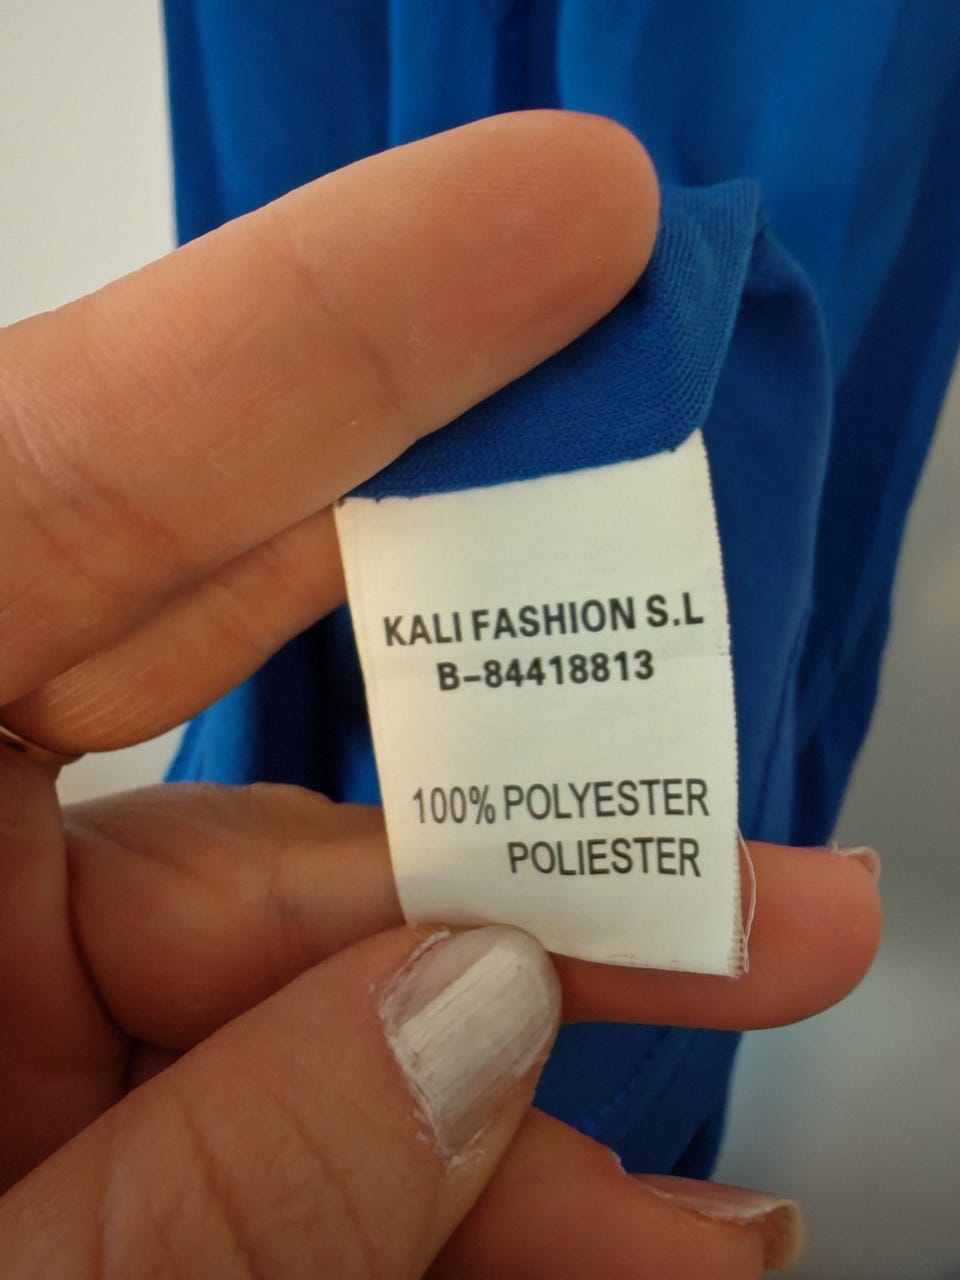 KALI FASHION S.L
B-84418813
100% POLYESTER
POLIESTER